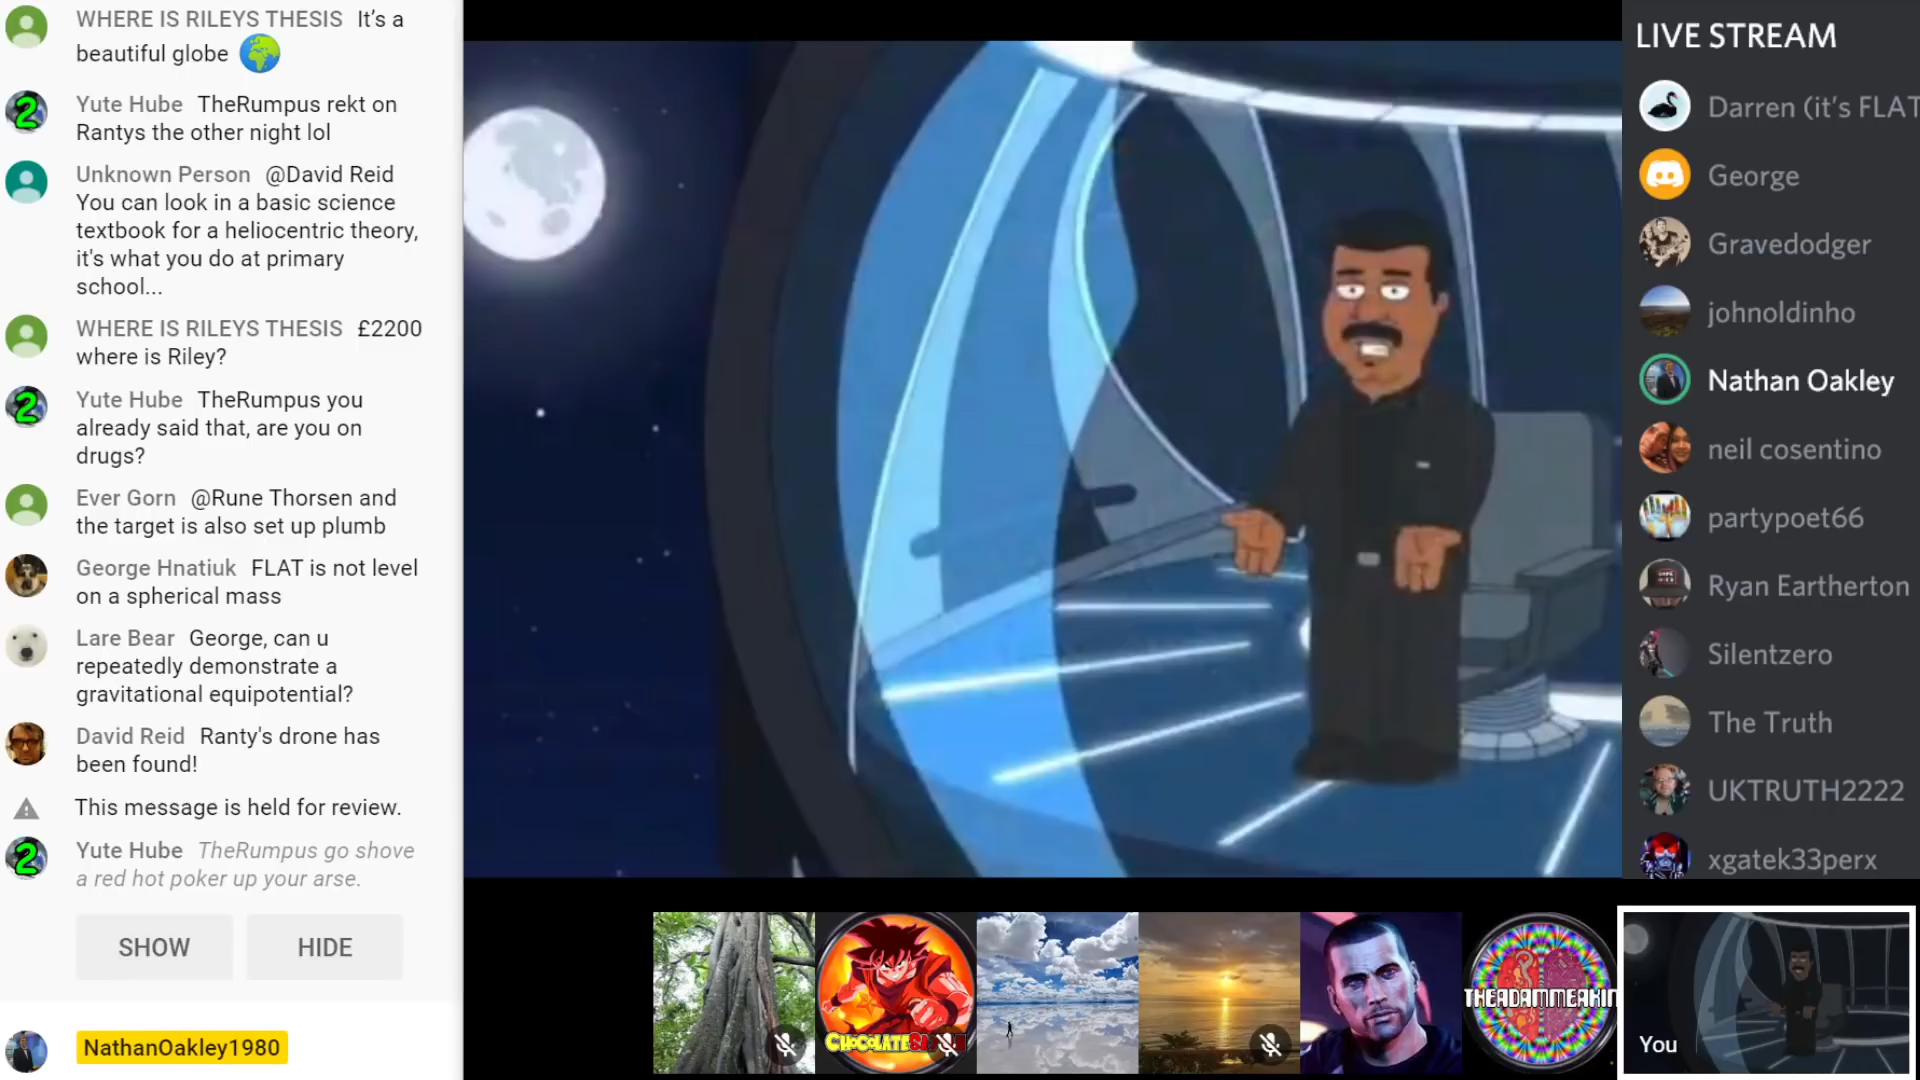 WHERE IS RILEYS THESIS It's a
beautiful globe
Yute Hube TheRumpus rekt on
Rantys the other night lol
Unknown Person @David Reid
You can look in a basic science
textbook for a heliocentric theory,
it's what you do at primary
school...
WHERE IS RILEYS THESIS £2200
where is Riley?
Yute Hube TheRumpus you
already said that, are you on
drugs?
Ever Gorn @Rune Thorsen and
the target is also set up plumb
George Hnatiuk FLAT is not level
on a spherical mass
Lare Bear George, can u
repeatedly demonstrate a
gravitational equipotential?
David Reid Ranty's drone has
been found!
This message is held for review.
Yute Hube TheRumpus go shove
a red hot poker up your arse.
SHOW HIDE
NathanOakley1980
LIVE STREAM
Darren (it's FLAT
George
Gravedodger
johnoldinho
Nathan Oakley
neil cosentino
partypoet66
Ryan Eartherton
Silentzero
The Truth
UKTRUTH2222
xgatek33perx
THEADAMMEAKIN
You